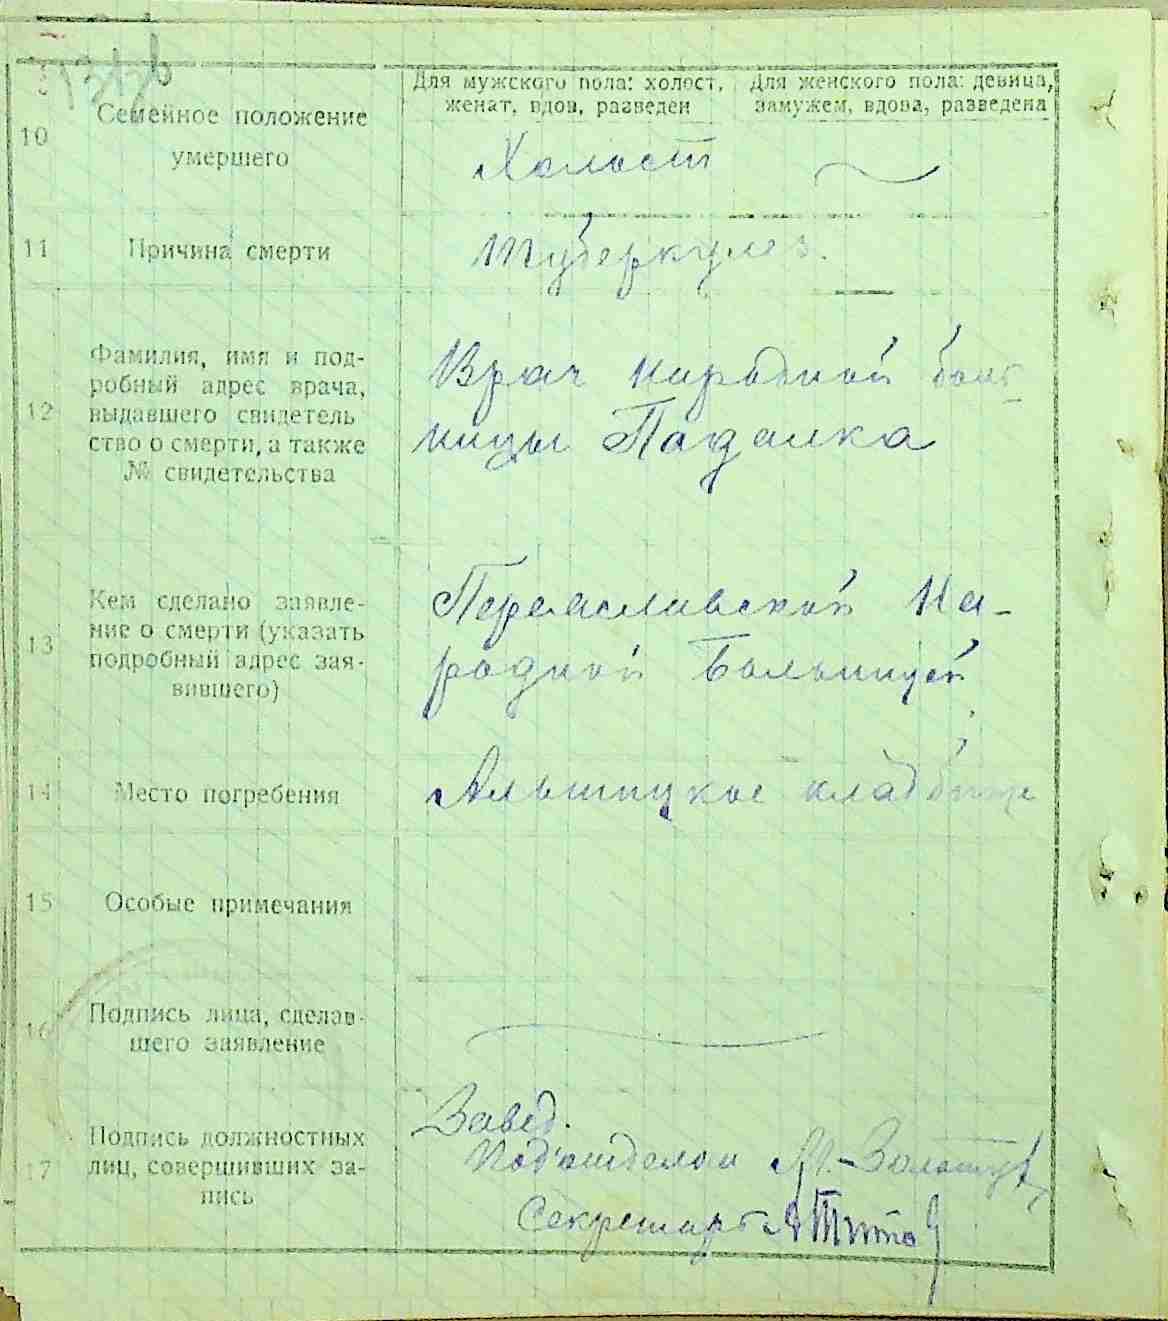 10
Семейное положение
умершего
Для мужского пола: холост,
женат, вдов, разведен
Для женского пола: девица,
замужем, вдова, разведена
Холост
11
Причина смерти
Туберкулез.
12
Фамилия, имя и под-
робный адрес врача,
выдавшего свидетель
ство о смерти, а также
№ свидетельства
Врач народной боль
ницы Подалка
13
Кем сделано заявле-
ние о смерти (указать
подробный адрес зая-
вившего)
Переяславской На-
родной Больницей
14
Место погребения
Альтицкое кладбище
15
Особые примечания
16
Подпись лица, сделав-
шего заявление
17
Подпись должностных
лиц, совершивших за-
пись
Завед.
Под'отделом М.
Секретарь Титов